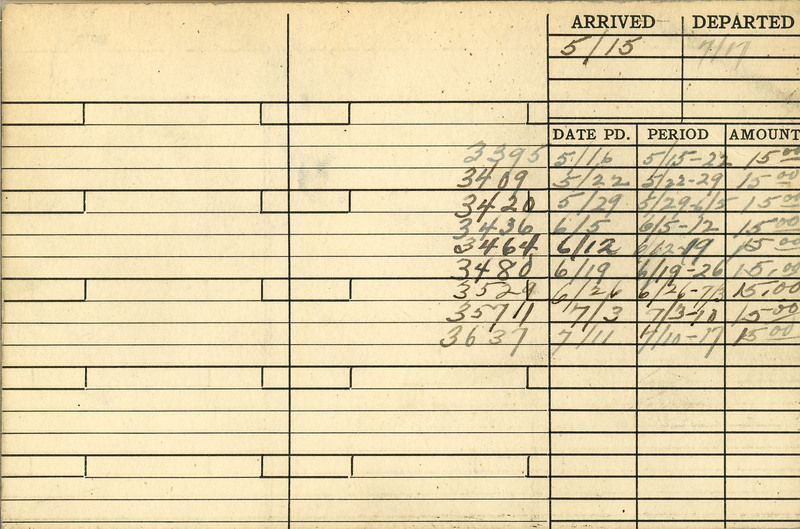 ARRIVED DEPARTED
5/15 7/17
DATE PD. PERIOD AMOUNT
3395 5/16 5/15-22 15 00
3409 5/22 5/22-29 15 00
3420 5/29 5/29-6/5 15 00
3436 6/5 6/5-12 15 00
3464 6/12 6/12-19 15 00
3480 6/19 6/19-26 15.00
3529 6/26 6/26-7/3 15.00
35711 7/3 7/3-10 15 00
3637 7/11 7/10-17 15 00